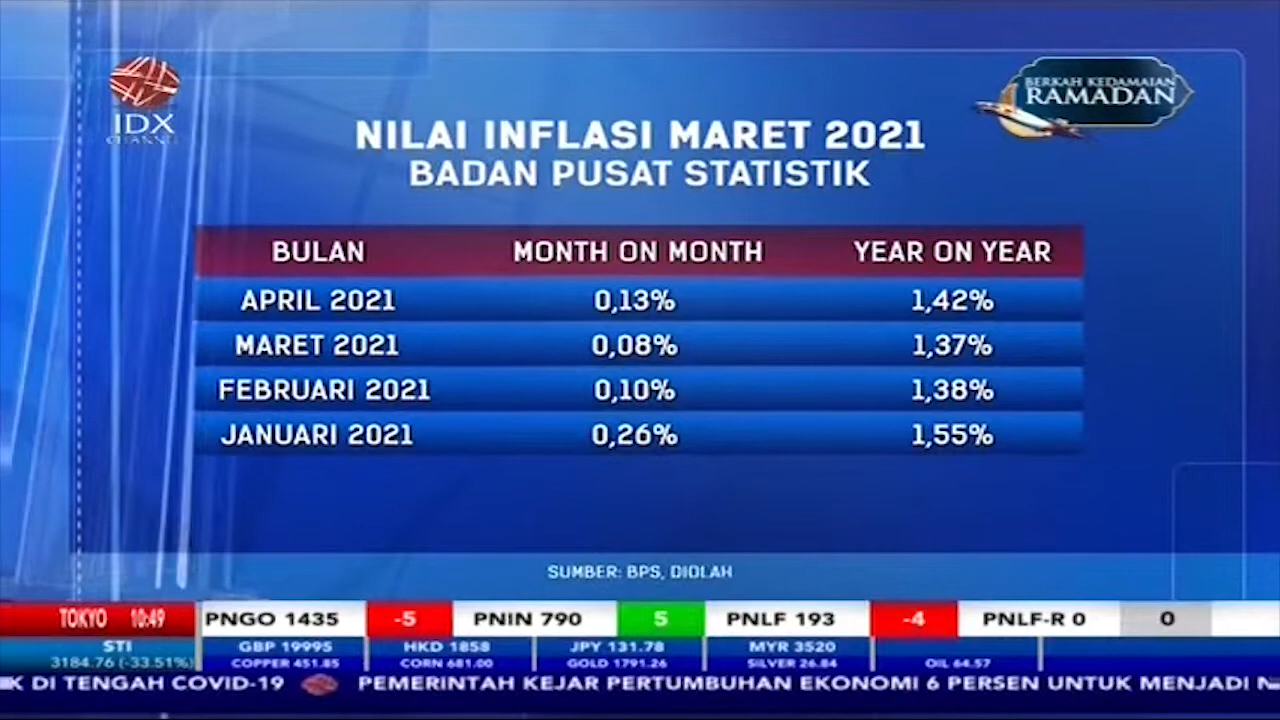 IDX
CHANNEL
BERKAH KEDAMAIAN
RAMADAN
NILAI INFLASI MARET 2021
BADAN PUSAT STATISTIK
BULAN MONTH ON MONTH YEAR ON YEAR
APRIL 2021 0,13% 1,42%
MARET 2021 0,08% 1,37%
FEBRUARI 2021 0,10% 1,38%
JANUARI 2021 0,26% 1,55%
SUMBER: BPS, DIOLAH
TOKYO 10:49 PNGO 1435 -5 PNIN 790 5 PNLF 193 -4 PNLF-R 0 0
STI GBP 19995 HKD 1858 JPY 131.78 MYR 3520
3184.76 (-33.51%) COPPER 451.85 CORN 681.00 GOLD 1791.26 SILVER 26.84 OIL 64.57
K DI TENGAH COVID-19 PEMERINTAH KEJAR PERTUMBUHAN EKONOMI 6 PERSEN UNTUK MENJADI